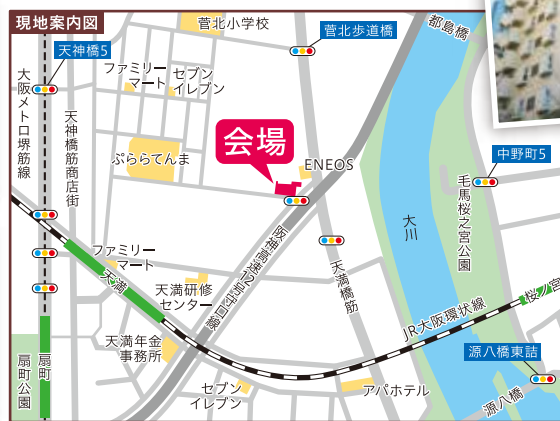 現地案内図
菅北小学校
菅北歩道橋
都島橋
天神橋5
ファミリー
マート
セブン
イレブン
大阪メトロ堺筋線
天神橋筋商店街
ぷららてんま
会場
ENEOS
中野町5
毛馬桜之宮公園
大川
ファミリー
マート
天満
天満研修
センター
阪神高速12号守口線
天満橋筋
JR大阪環状線
桜ノ宮
天満年金
事務所
扇町公園
扇町
セブン
イレブン
アパホテル
源八橋東詰
源八橋